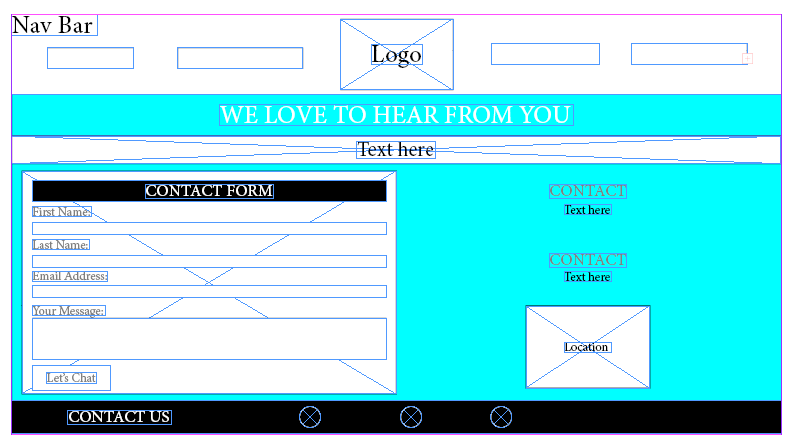 Nav Bar
Logo
WE LOVE TO HEAR FROM YOU
Text here
CONTACT FORM
First Name:
Last Name:
Email Address:
Your Message:
Let's Chat
CONTACT
Text here
CONTACT
Text here
Location
CONTACT US